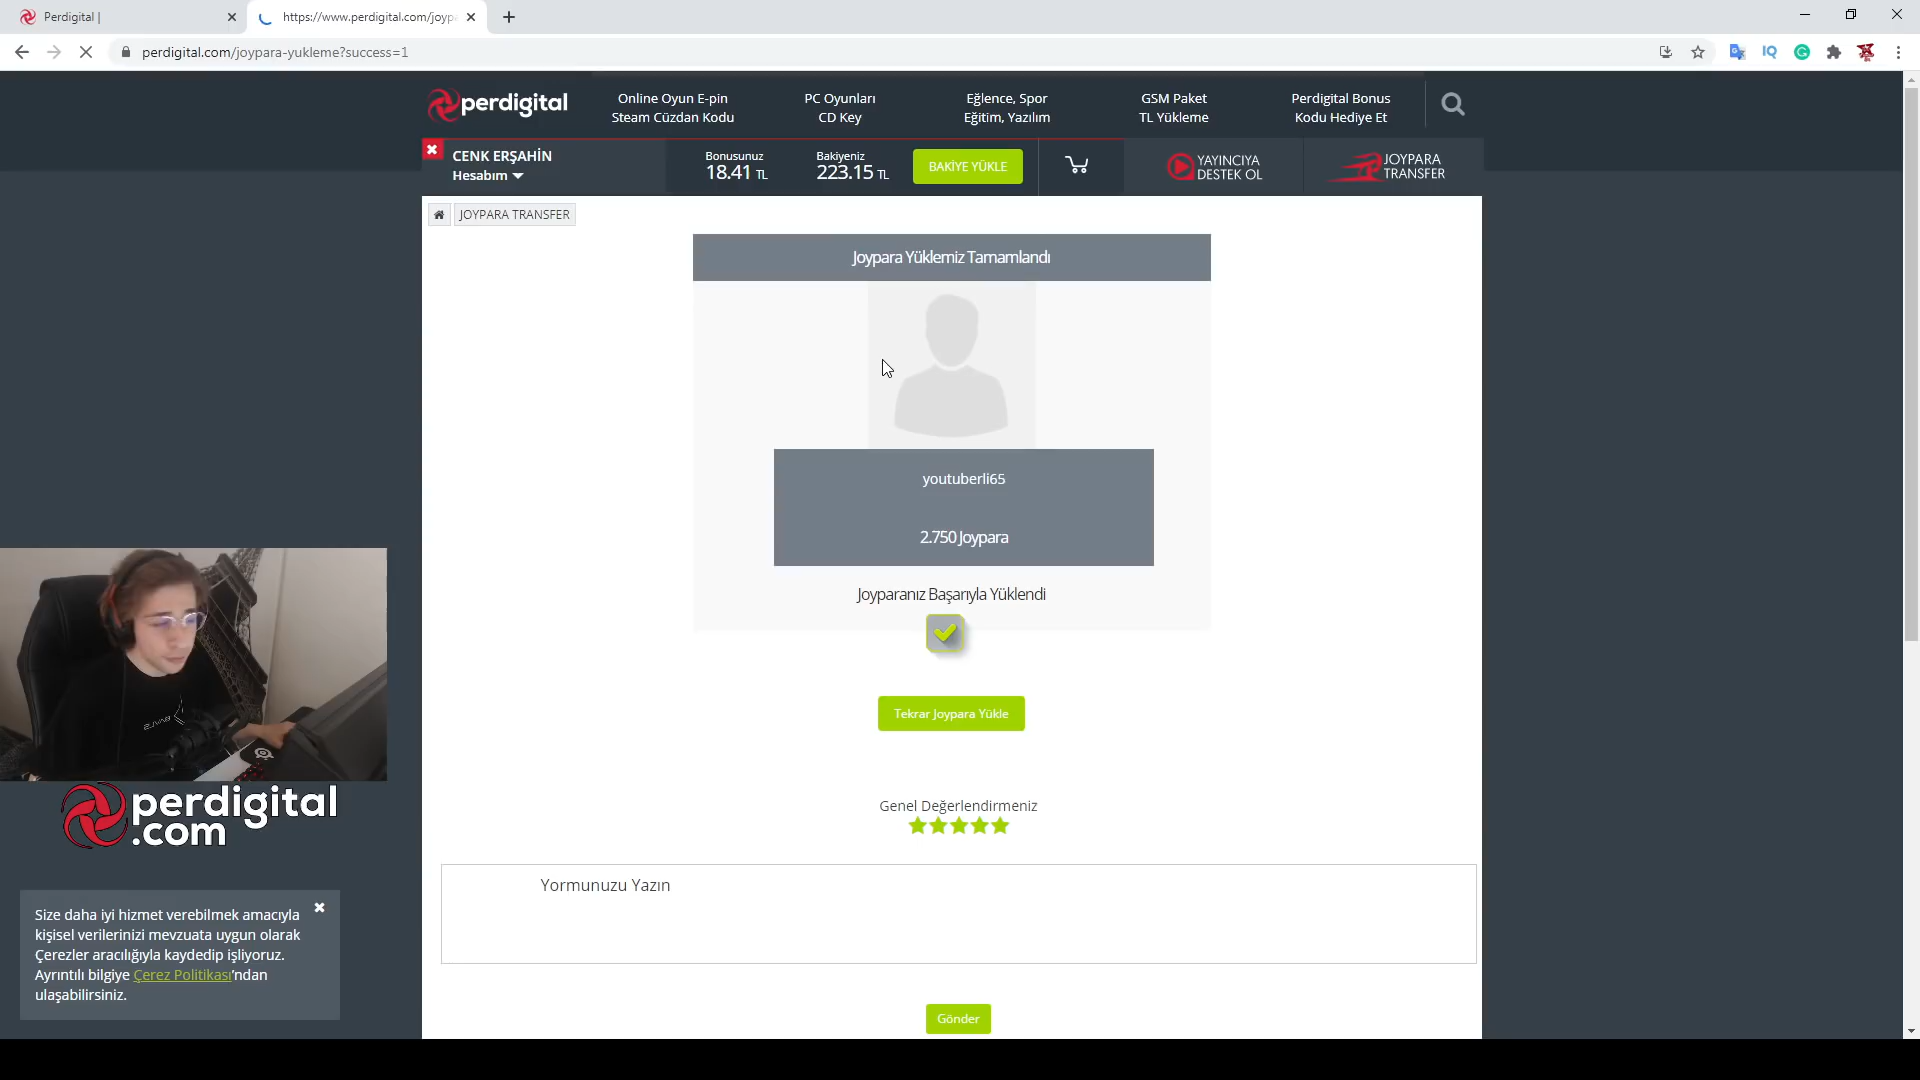 Perdigital |
https://www.perdigital.com/joypa
perdigital.com/joypara-yukleme?success=1
perdigital
Online Oyun E-pin
Steam Cüzdan Kodu
PC Oyunları
CD Key
Eğlence, Spor
Eğitim, Yazılım
GSM Paket
TL Yükleme
Perdigital Bonus
Kodu Hediye Et
CENK ERŞAHİN
Hesabım
Bonusunuz
18.41 TL
Bakiyeniz
223.15 TL
BAKİYE YÜKLE
YAYINCIYA
DESTEK OL
JOYPARA
TRANSFER
JOYPARA TRANSFER
Joypara Yüklemiz Tamamlandı
youtuberli65
2.750 Joypara
Joyparanız Başarıyla Yüklendi
Tekrar Joypara Yükle
Genel Değerlendirmeniz
Yormunuzu Yazın
Gönder
perdigital
.com
Size daha iyi hizmet verebilmek amacıyla
kişisel verilerinizi mevzuata uygun olarak
Çerezler aracılığıyla kaydedip işliyoruz.
Ayrıntılı bilgiye Çerez Politikası'ndan
ulaşabilirsiniz.